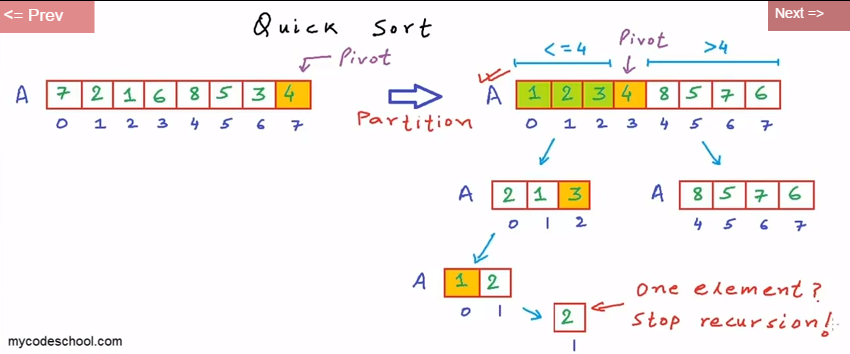 <= Prev
Next =>
Quick Sort
Pivot
A 7 2 1 6 8 5 3 4
0 1 2 3 4 5 6 7
Partition
<=4 Pivot >4
A 1 2 3 4 8 5 7 6
0 1 2 3 4 5 6 7
A 2 1 3
0 1 2
A 8 5 7 6
4 5 6 7
A 1 2
0 1
2
1
One element?
Stop recursion!
mycodeschool.com